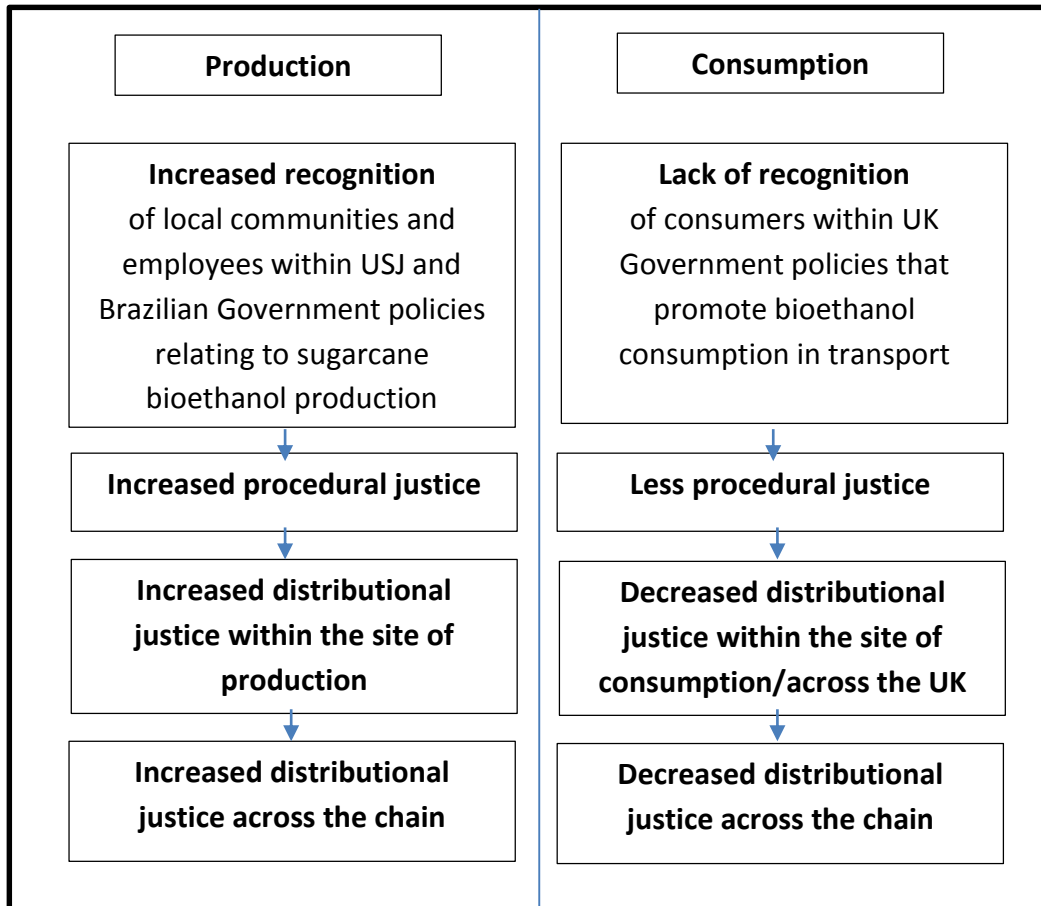 Production
Increased recognition
of local communities and
employees within USJ and
Brazilian Government policies
relating to sugarcane
bioethanol production
Increased procedural justice
Increased distributional
justice within the site of
production
Increased distributional
justice across the chain
Consumption
Lack of recognition
of consumers within UK
Government policies that
promote bioethanol
consumption in transport
Less procedural justice
Decreased distributional
justice within the site of
consumption/across the UK
Decreased distributional
justice across the chain